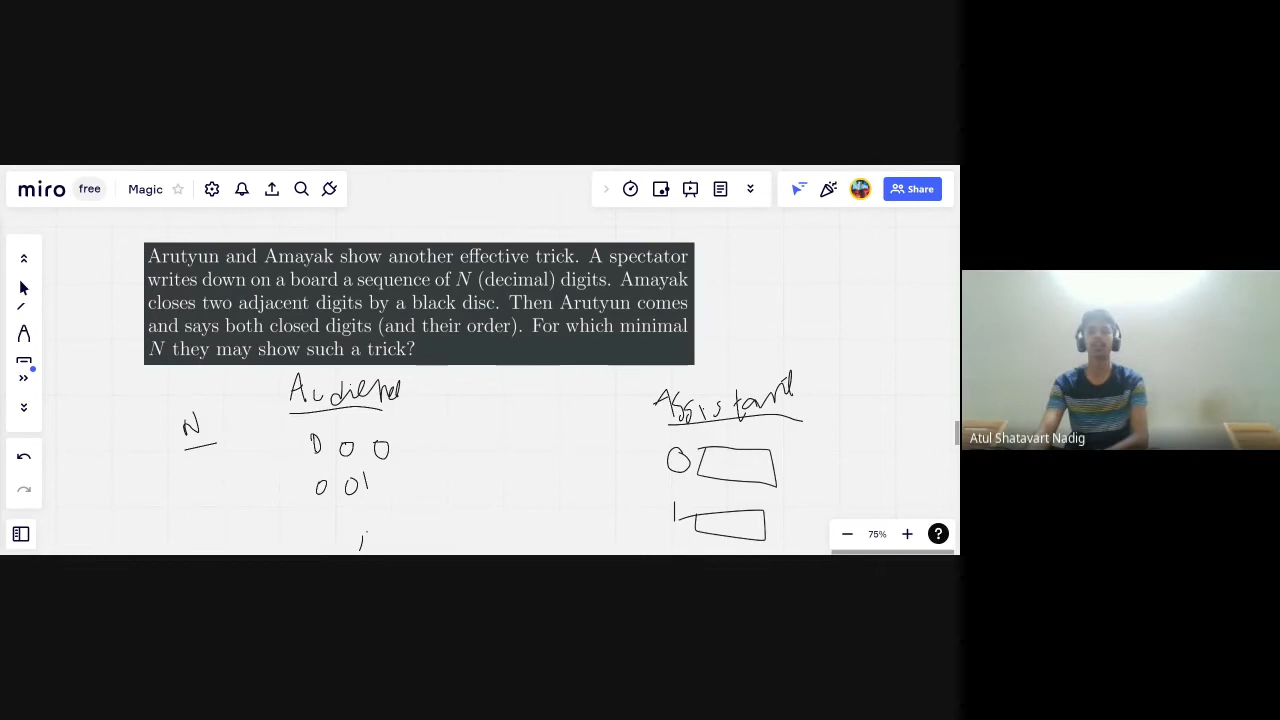 miro free Magic Share
Arutyun and Amayak show another effective trick. A spectator
writes down on a board a sequence of N (decimal) digits. Amayak
closes two adjacent digits by a black disc. Then Arutyun comes
and says both closed digits (and their order). For which minimal
N they may show such a trick?
Assistant
N
0 0 0
0
0 0 1
Atul Shatavart Nadig
1
75%